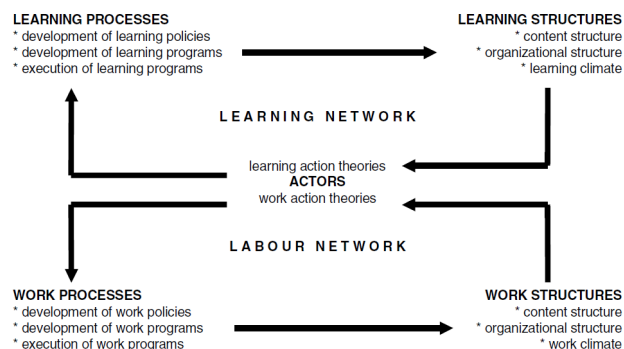 LEARNING PROCESSES
* development of learning policies
* development of learning programs
* execution of learning programs
LEARNING STRUCTURES
* content structure
* organizational structure
* learning climate
LEARNING NETWORK
learning action theories
ACTORS
work action theories
LABOUR NETWORK
WORK PROCESSES
* development of work policies
* development of work programs
* execution of work programs
WORK STRUCTURES
* content structure
* organizational structure
* work climate